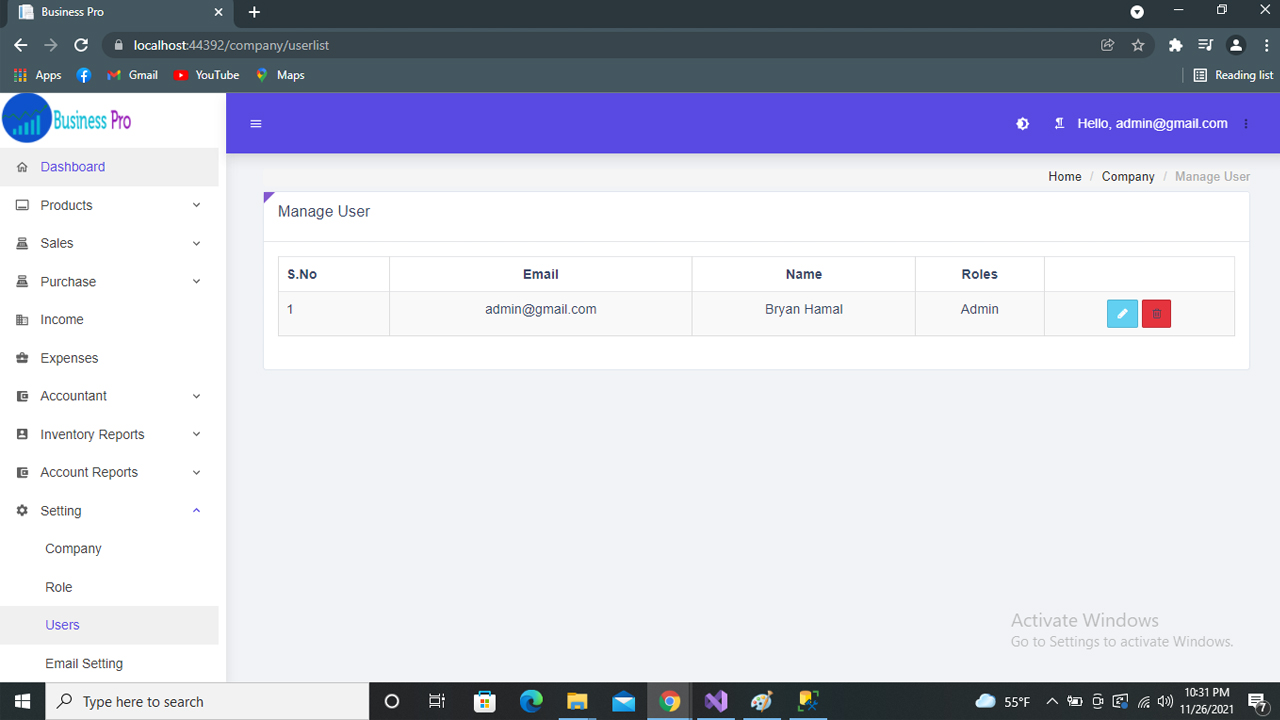 Business Pro
localhost:44392/company/userlist
Apps Gmail YouTube Maps Reading list
Business Pro
Hello, admin@gmail.com
Dashboard
Home / Company / Manage User
Products
Manage User
Sales
S.No Email Name Roles
Purchase
1 admin@gmail.com Bryan Hamal Admin
Income
Expenses
Accountant
Inventory Reports
Account Reports
Setting
Company
Role
Users
Email Setting
Activate Windows
Go to Settings to activate Windows.
Type here to search
55°F
10:31 PM
11/26/2021
7